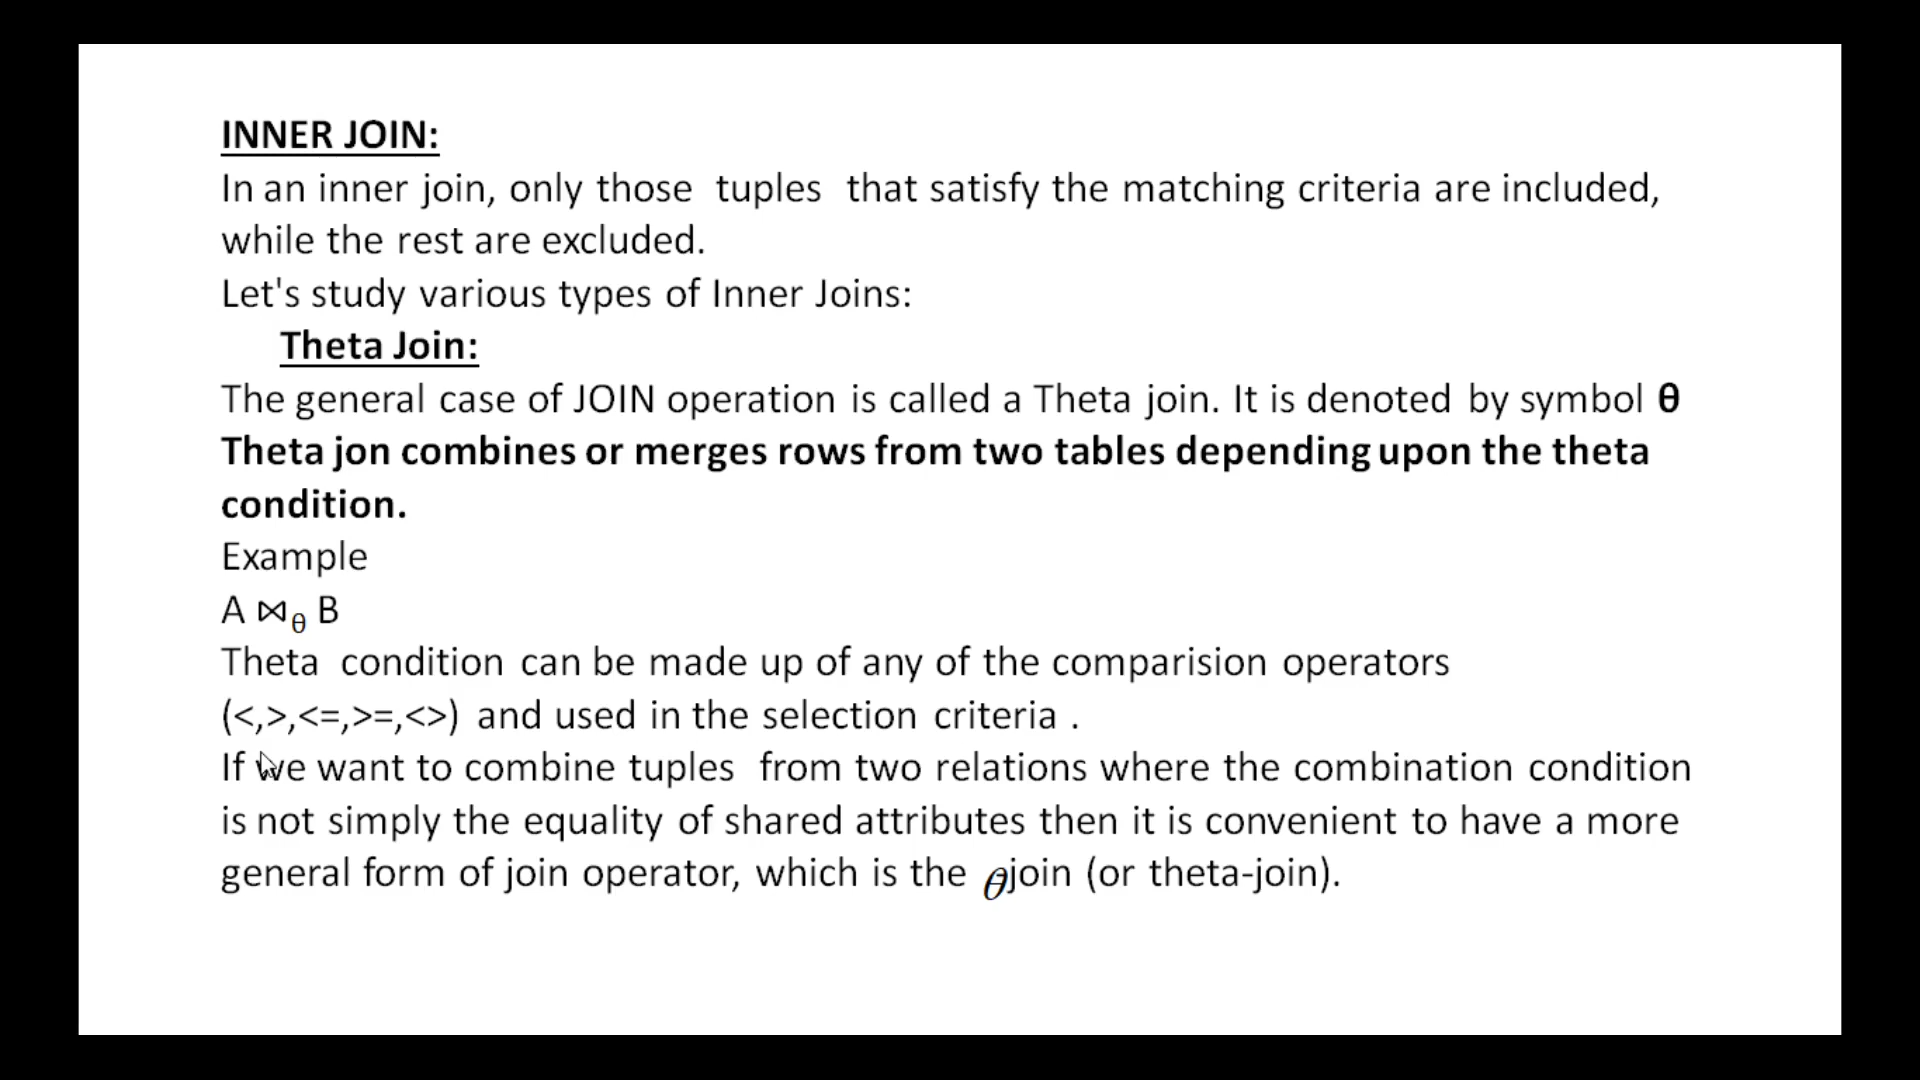 INNER JOIN:
In an inner join, only those tuples that satisfy the matching criteria are included,
while the rest are excluded.
Let's study various types of Inner Joins:
Theta Join:
The general case of JOIN operation is called a Theta join. It is denoted by symbol θ
Theta jon combines or merges rows from two tables depending upon the theta
condition.
Example
A ⋈θ B
Theta condition can be made up of any of the comparision operators
(<,>,<=,>=,<>) and used in the selection criteria .
If we want to combine tuples from two relations where the combination condition
is not simply the equality of shared attributes then it is convenient to have a more
general form of join operator, which is the θjoin (or theta-join).